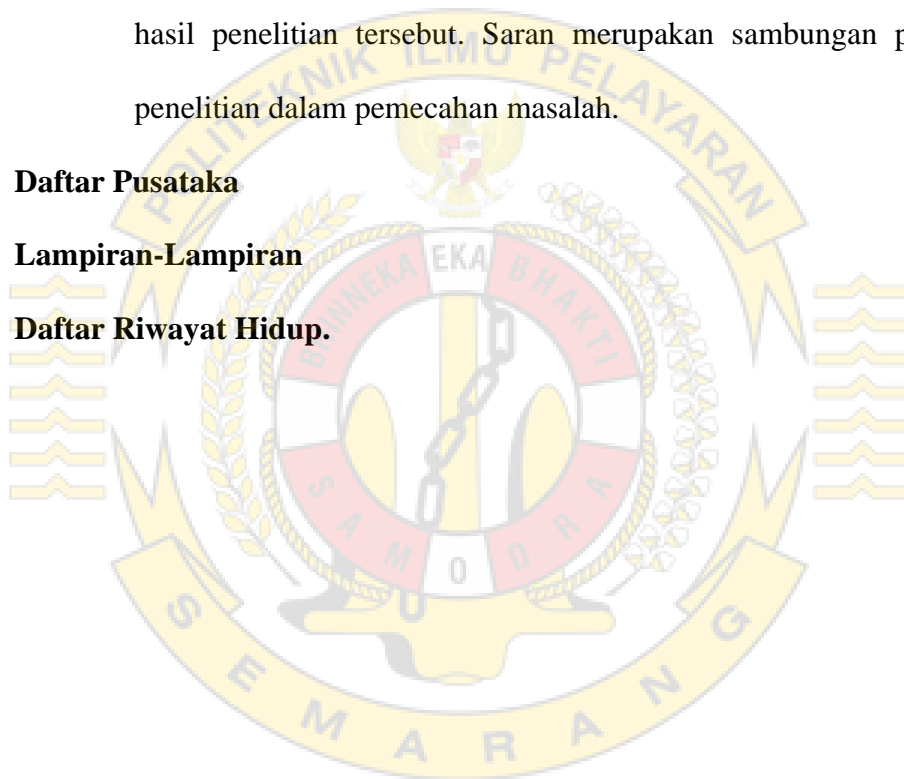 hasil penelitian tersebut. Saran merupakan sambungan p
penelitian dalam pemecahan masalah.
Daftar Pusataka
Lampiran-Lampiran
Daftar Riwayat Hidup.
POLITEKNIK ILMU PELAYARAN
BHINNEKA EKA BHAKTI
SAMODRA
SEMARANG